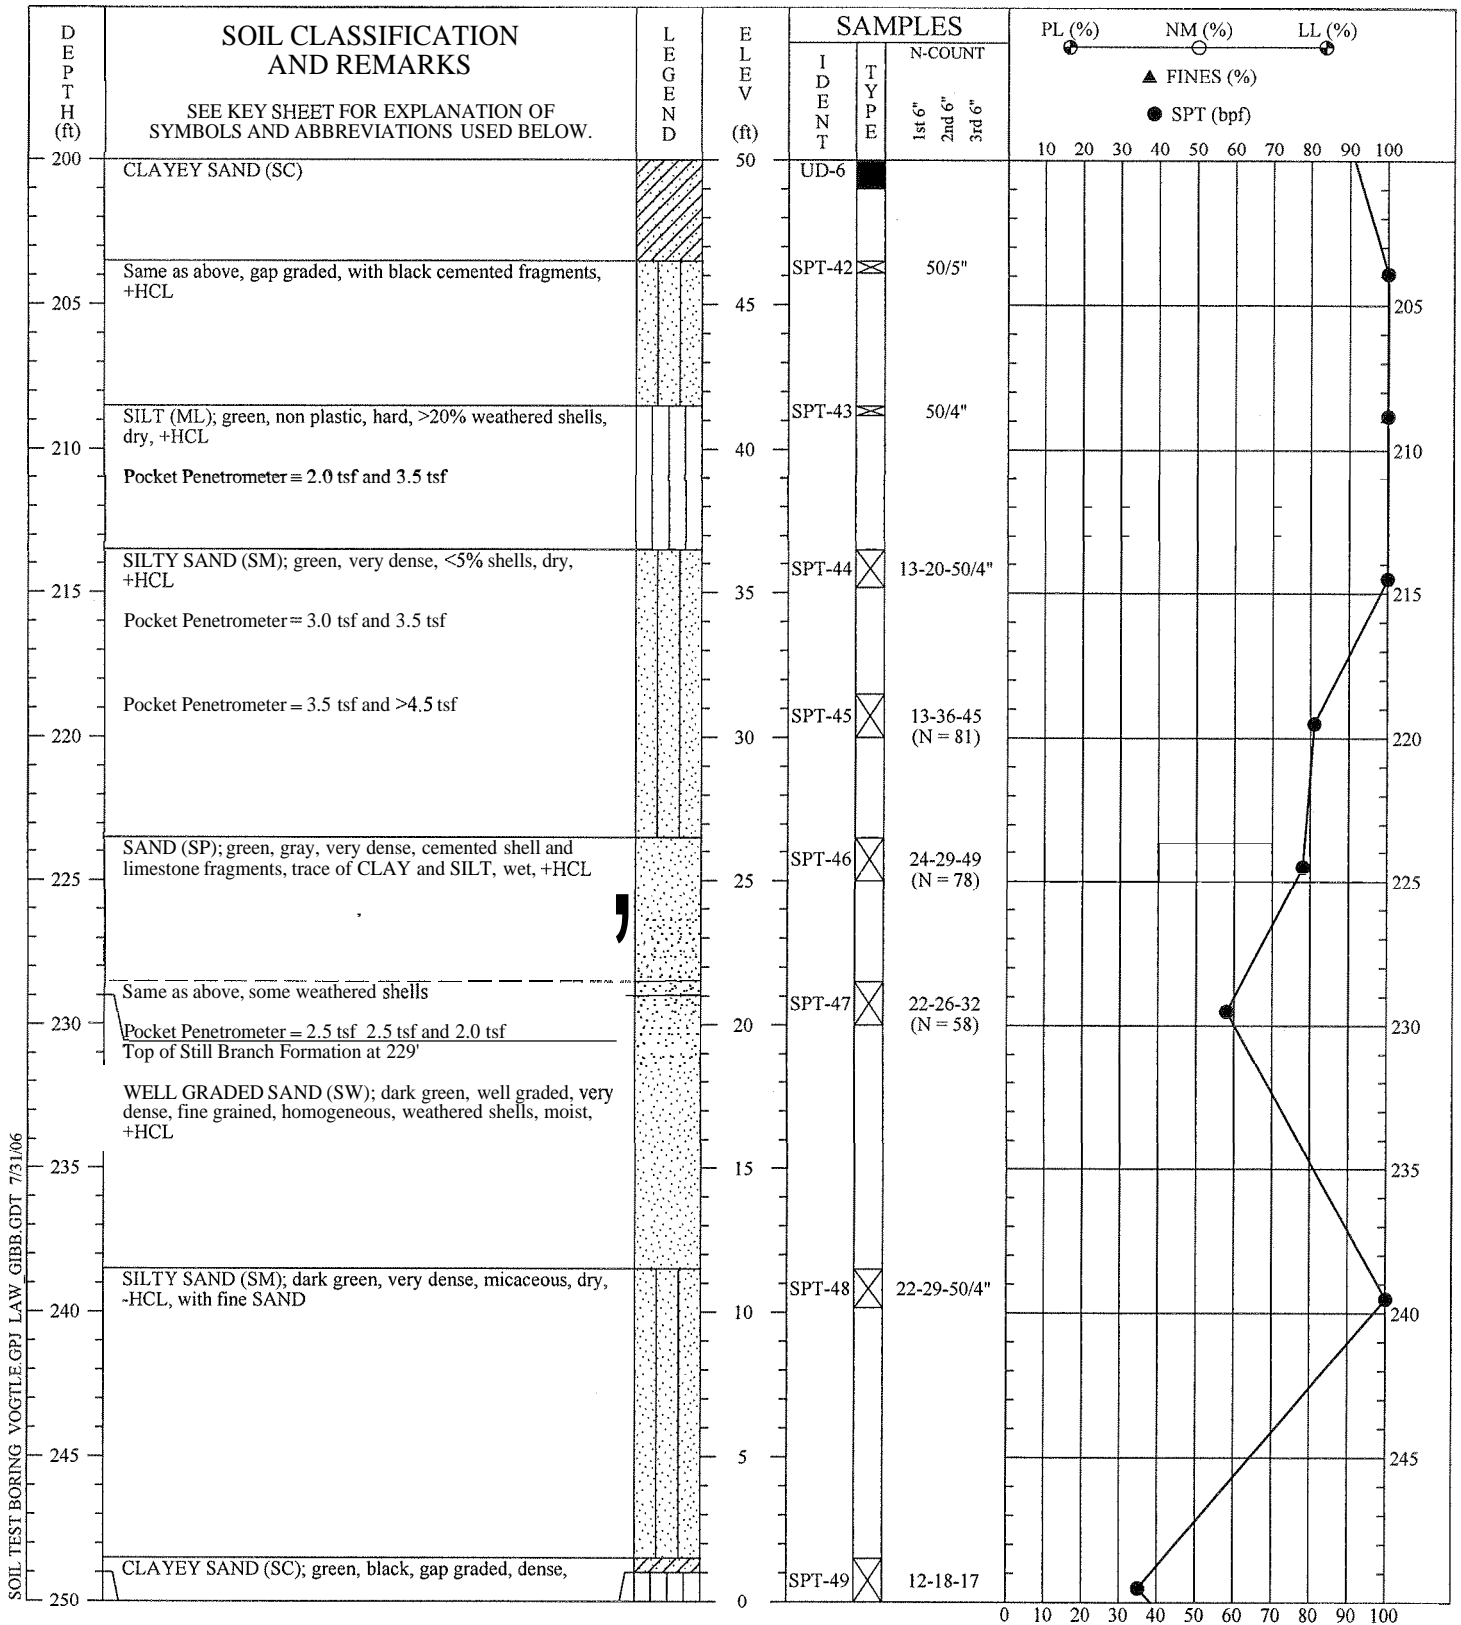 DEPTH (ft)
SOIL CLASSIFICATION
AND REMARKS
SEE KEY SHEET FOR EXPLANATION OF
SYMBOLS AND ABBREVIATIONS USED BELOW.
LEGEND
ELEV (ft)
SAMPLES
IDENT
TYPE
N-COUNT
1st 6"
2nd 6"
3rd 6"
PL (%) NM (%) LL (%)
▲ FINES (%)
● SPT (bpf)
10 20 30 40 50 60 70 80 90 100
200
CLAYEY SAND (SC)
50
UD-6
Same as above, gap graded, with black cemented fragments,
+HCL
SPT-42 50/5"
205 45 205
SILT (ML); green, non plastic, hard, >20% weathered shells,
dry, +HCL
SPT-43 50/4"
210 40 210
Pocket Penetrometer = 2.0 tsf and 3.5 tsf
SILTY SAND (SM); green, very dense, <5% shells, dry,
+HCL
SPT-44 13-20-50/4"
215 35 215
Pocket Penetrometer = 3.0 tsf and 3.5 tsf
Pocket Penetrometer = 3.5 tsf and >4.5 tsf
SPT-45 13-36-45
(N = 81)
220 30 220
SAND (SP); green, gray, very dense, cemented shell and
limestone fragments, trace of CLAY and SILT, wet, +HCL
SPT-46 24-29-49
(N = 78)
225 25 225
Same as above, some weathered shells
SPT-47 22-26-32
(N = 58)
230 20 230
Pocket Penetrometer = 2.5 tsf 2.5 tsf and 2.0 tsf
Top of Still Branch Formation at 229'
WELL GRADED SAND (SW); dark green, well graded, very
dense, fine grained, homogeneous, weathered shells, moist,
+HCL
235 15 235
SILTY SAND (SM); dark green, very dense, micaceous, dry,
-HCL, with fine SAND
SPT-48 22-29-50/4"
240 10 240
245 5 245
CLAYEY SAND (SC); green, black, gap graded, dense,
SPT-49 12-18-17
250 0
0 10 20 30 40 50 60 70 80 90 100
SOIL TEST BORING VOGTLE.GPJ LAW_GIBB.GDT 7/31/06